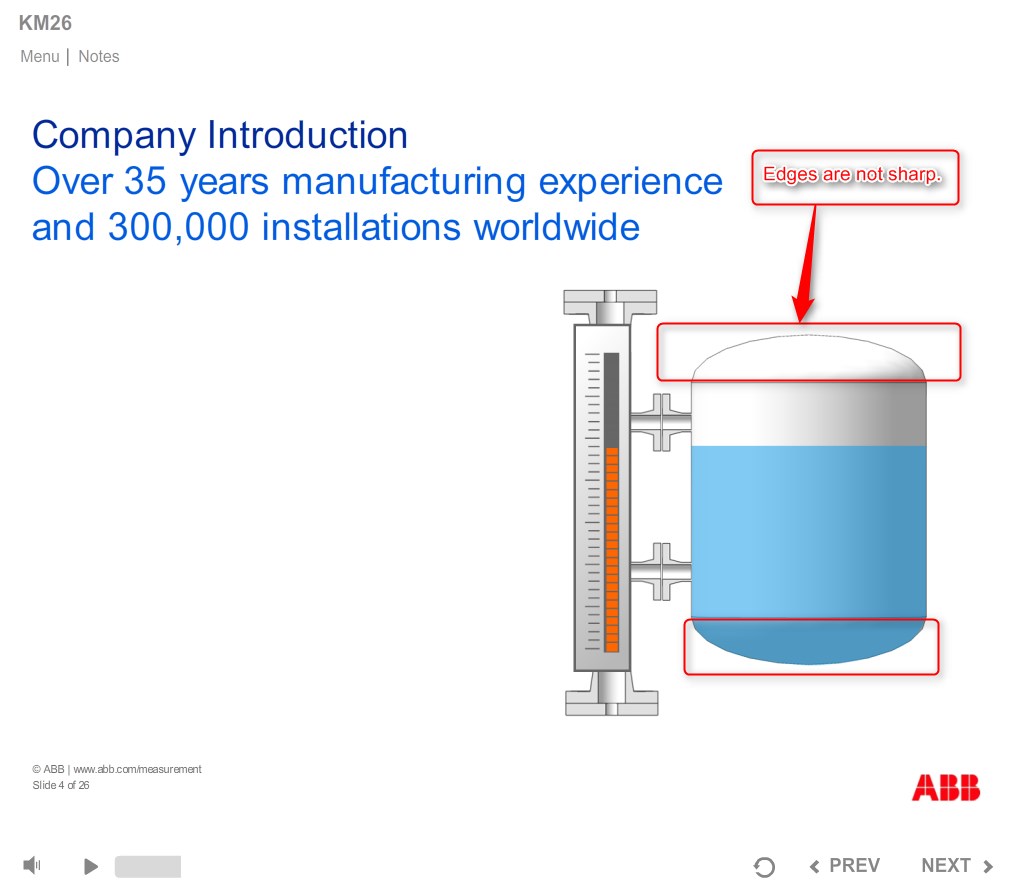 KM26
Menu | Notes
Company Introduction
Over 35 years manufacturing experience
and 300,000 installations worldwide
Edges are not sharp.
© ABB | www.abb.com/measurement
Slide 4 of 26
ABB
PREV
NEXT